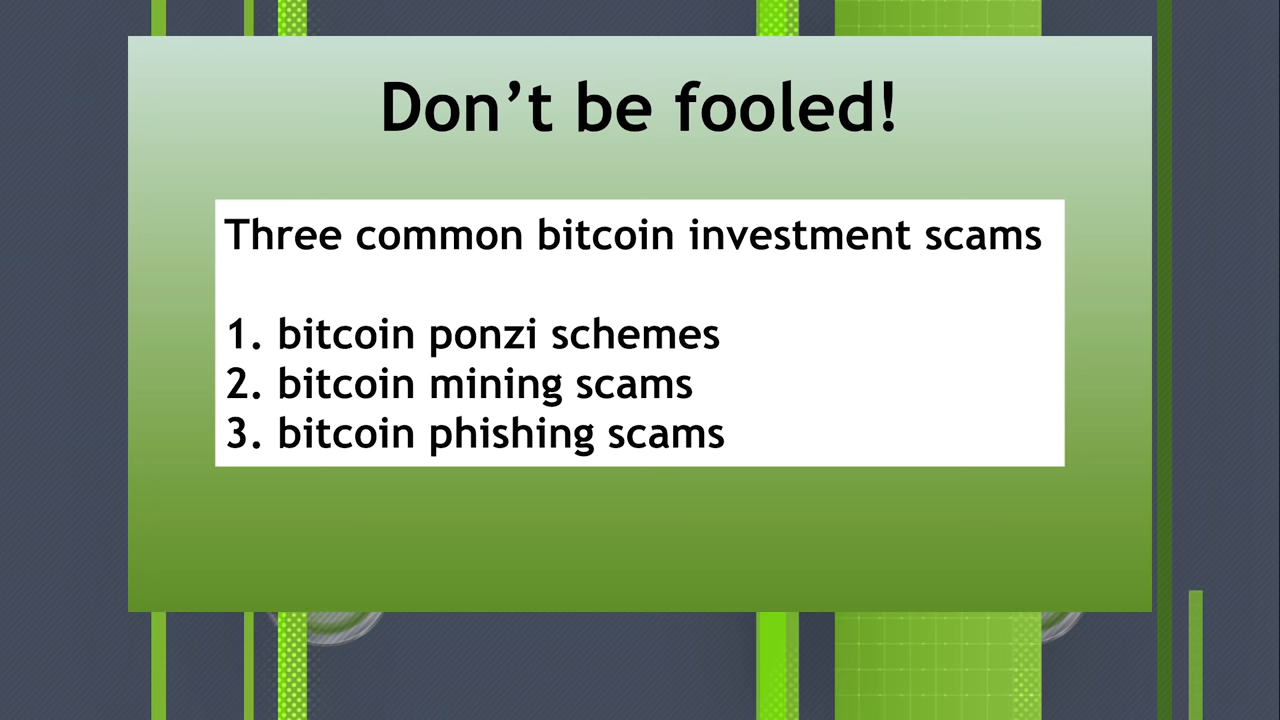 Don’t be fooled!
Three common bitcoin investment scams
1. bitcoin ponzi schemes
2. bitcoin mining scams
3. bitcoin phishing scams